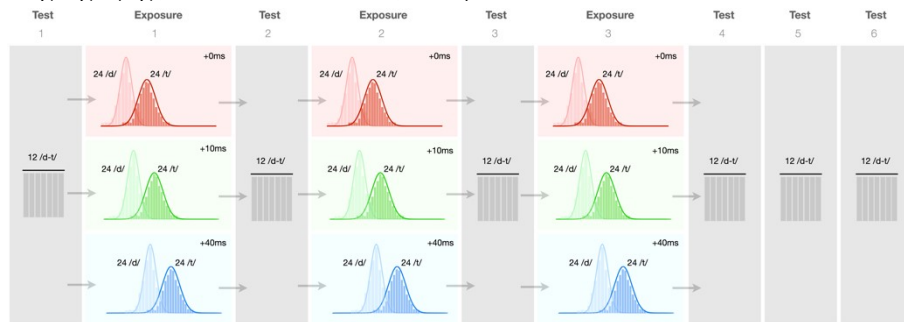 Test Exposure Test Exposure Test Exposure Test Test Test
1 1 2 2 3 3 4 5 6
+0ms +0ms +0ms
24 /d/ 24 /t/ 24 /d/ 24 /t/ 24 /d/ 24 /t/
+10ms +10ms +10ms
12 /d-t/ 24 /d/ 24 /t/ 12 /d-t/ 24 /d/ 24 /t/ 12 /d-t/ 24 /d/ 24 /t/ 12 /d-t/ 12 /d-t/ 12 /d-t/
+40ms +40ms +40ms
24 /d/ 24 /t/ 24 /d/ 24 /t/ 24 /d/ 24 /t/